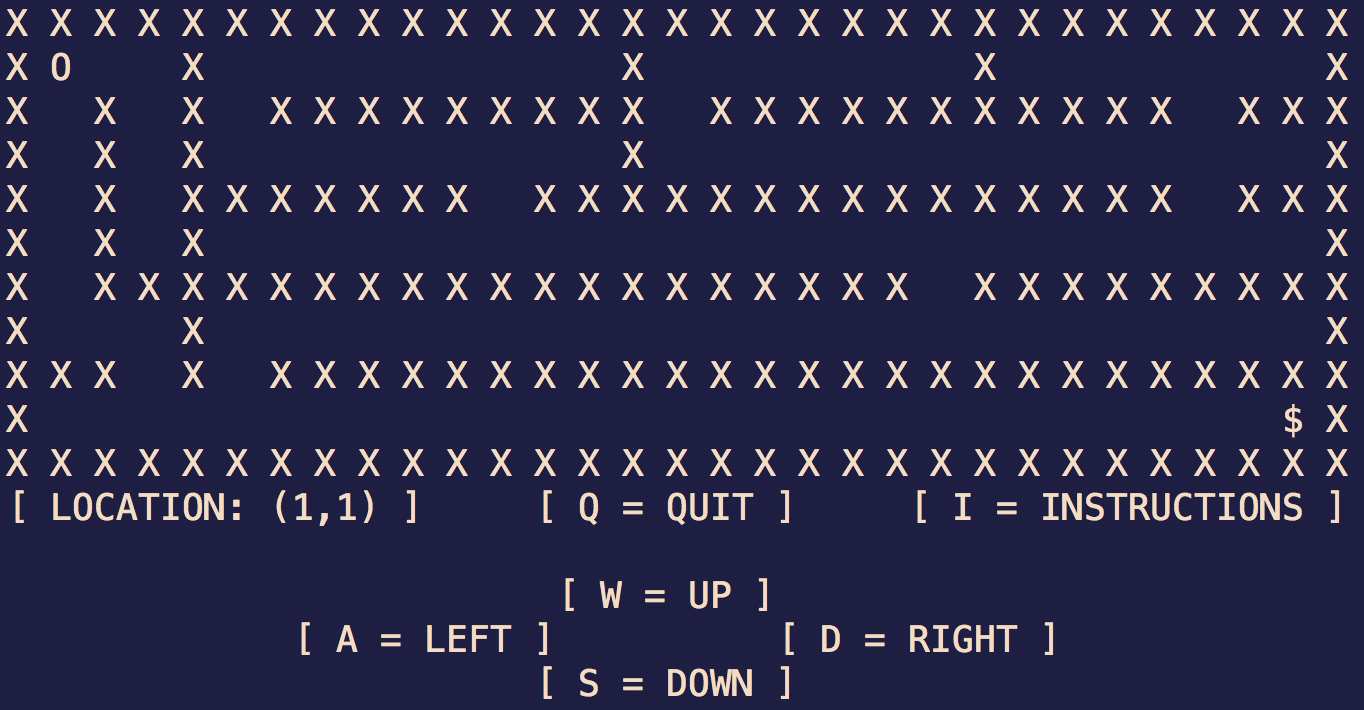 X X X X X X X X X X X X X X X X X X X X X X X X X X X X X X X
X O     X                   X               X               X
X   X   X   X X X X X X X X X   X X X X X X X X X X X   X X X
X   X   X                   X                               X
X   X   X X X X X X X   X X X X X X X X X X X X X X X   X X X
X   X   X                                                   X
X   X X X X X X X X X X X X X X X X X X X   X X X X X X X X X
X       X                                                   X
X X X   X   X X X X X X X X X X X X X X X X X X X X X X X X X
X                                                         $ X
X X X X X X X X X X X X X X X X X X X X X X X X X X X X X X X
[ LOCATION: (1,1) ]     [ Q = QUIT ]     [ I = INSTRUCTIONS ]
[ W = UP ]
[ A = LEFT ]          [ D = RIGHT ]
[ S = DOWN ]